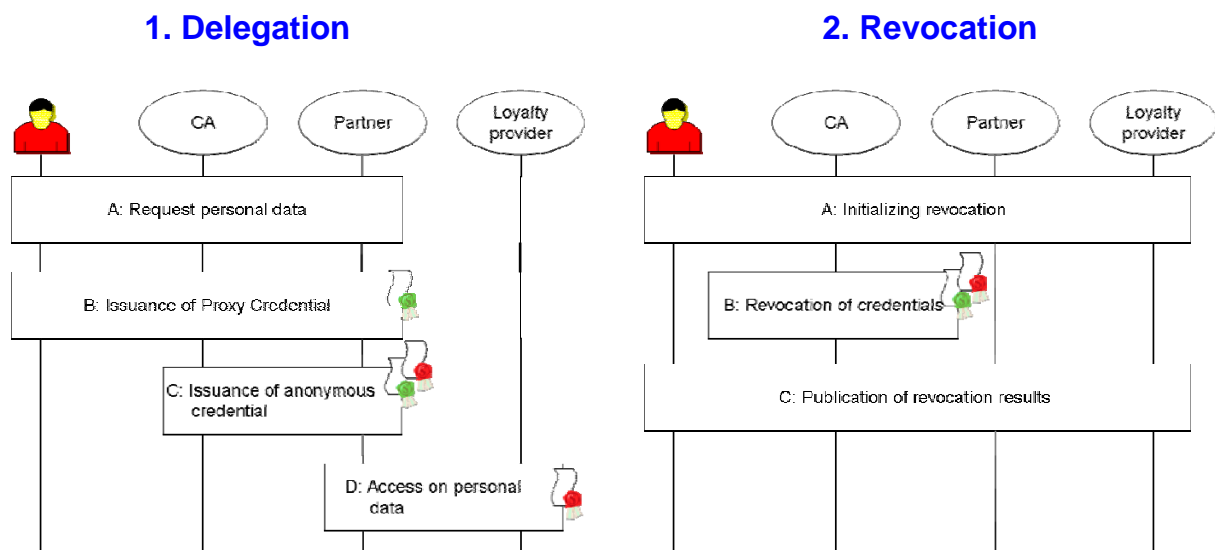 1. Delegation
CA
Partner
Loyalty
provider
A: Request personal data
B: Issuance of Proxy Credential
C: Issuance of anonymous
credential
D: Access on personal
data
2. Revocation
CA
Partner
Loyalty
provider
A: Initializing revocation
B: Revocation of credentials
C: Publication of revocation results